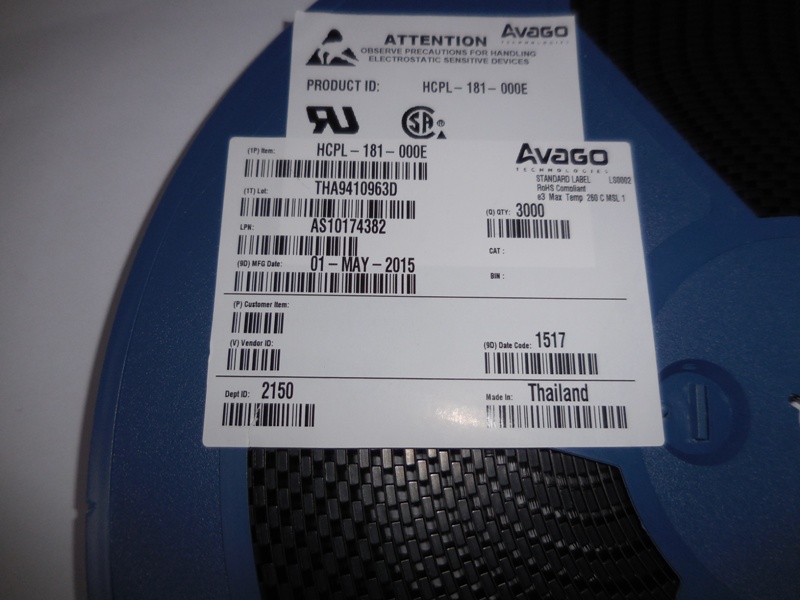 AVAGO
TECHNOLOGIES
ATTENTION
OBSERVE PRECAUTIONS FOR HANDLING
ELECTROSTATIC SENSITIVE DEVICES
PRODUCT ID: HCPL-181-000E
(1P) Item: HCPL-181-000E
AVAGO
TECHNOLOGIES
STANDARD LABEL LS0002
RoHS Compliant
e3 Max Temp 260 C MSL 1
(1T) Lot: THA9410963D
(Q) QTY: 3000
LPN: AS10174382
CAT :
(9D) MFG Date: 01-MAY-2015
BIN :
(P) Customer Item:
(V) Vendor ID:
(9D) Date Code: 1517
Dept ID: 2150
Made In: Thailand